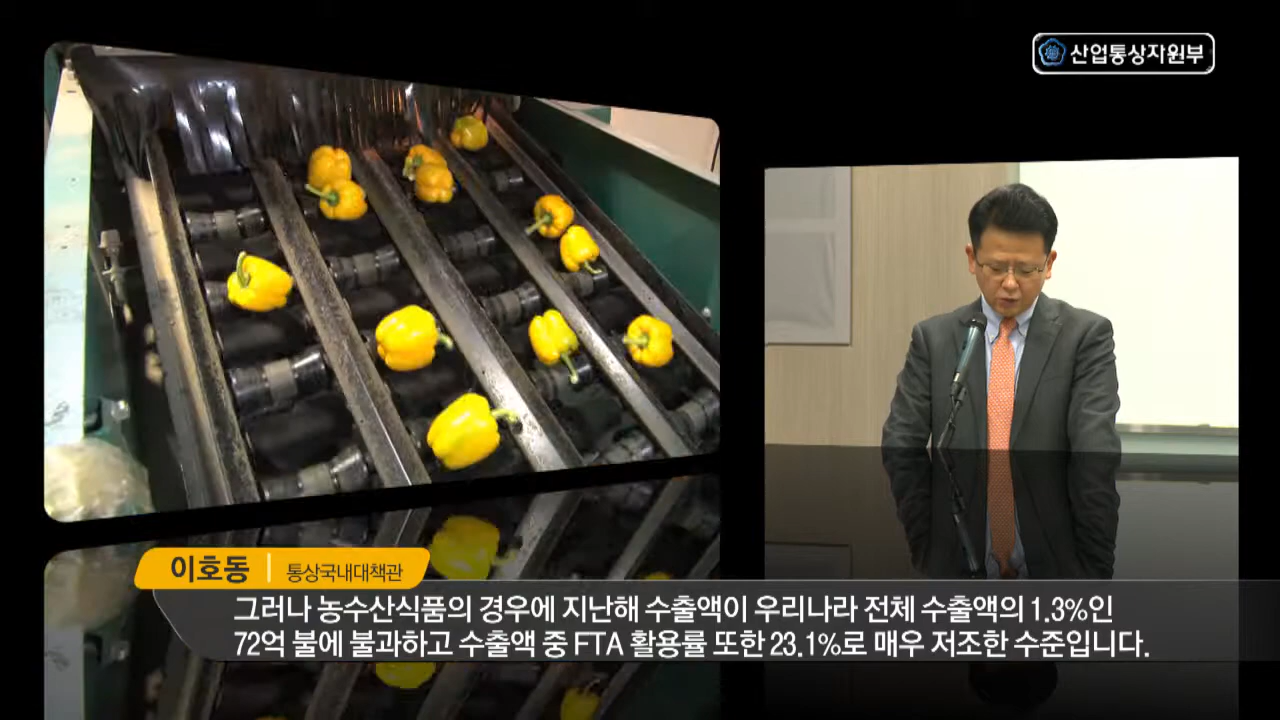 산업통상자원부
이호동 통상국내대책관
그러나 농수산식품의 경우에 지난해 수출액이 우리나라 전체 수출액의 1.3%인
72억 불에 불과하고 수출액 중 FTA 활용률 또한 23.1%로 매우 저조한 수준입니다.